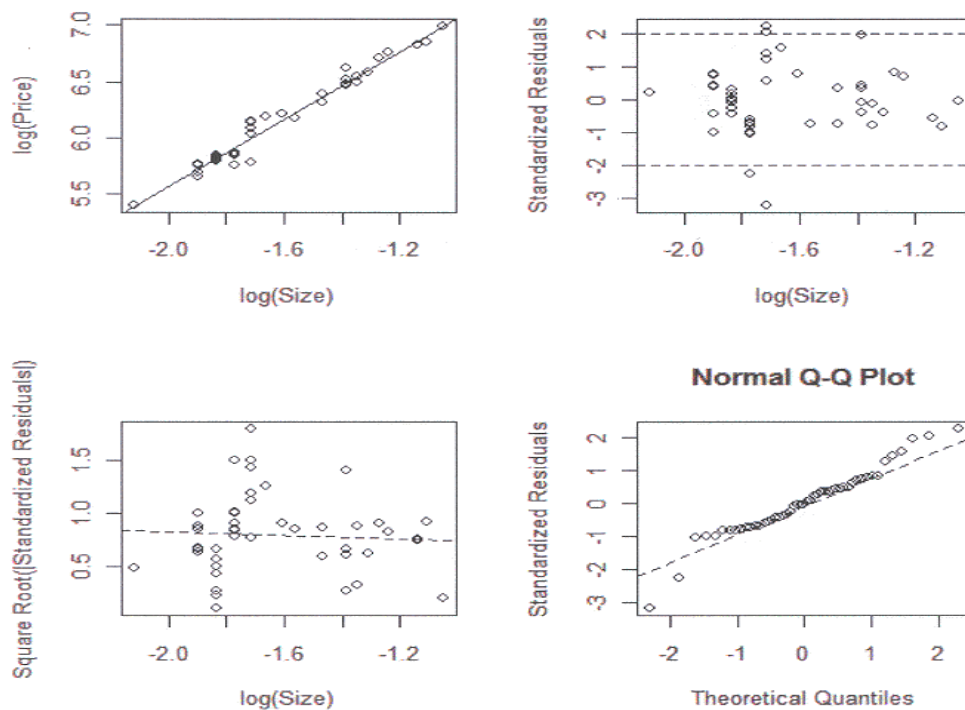 log(Price)
7.0
6.5
6.0
5.5
-2.0 -1.6 -1.2
log(Size)
Standardized Residuals
2
1
0
-1
-2
-3
-2.0 -1.6 -1.2
log(Size)
Square Root(|Standardized Residuals|)
1.5
1.0
0.5
-2.0 -1.6 -1.2
log(Size)
Normal Q-Q Plot
Standardized Residuals
2
1
0
-1
-2
-3
-2 -1 0 1 2
Theoretical Quantiles